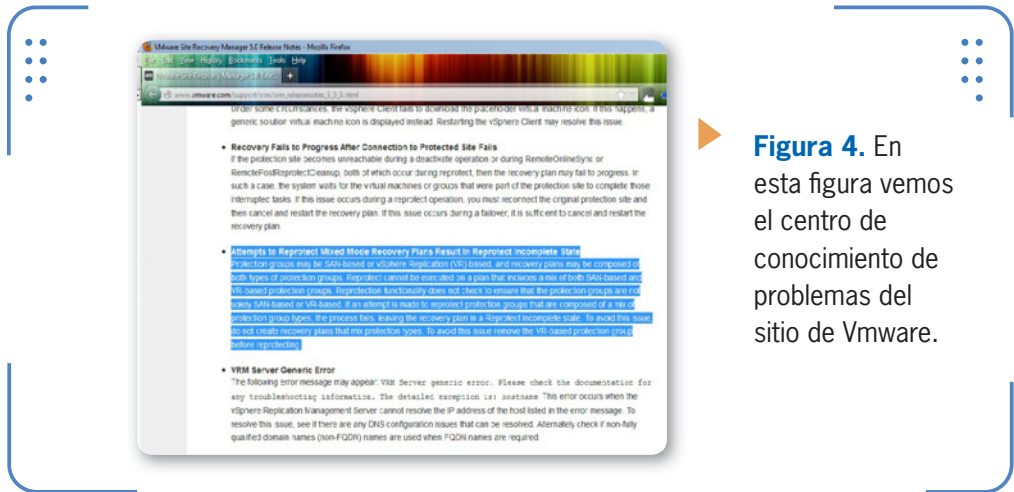 VMware Site Recovery Manager 5.0 Release Notes - Mozilla Firefox
File Edit View History Bookmarks Tools Help
VMware Site Recovery Manager 5.0 +
www.vmware.com/support/srm/
Under some circumstances, the vSphere Client fails to download the placeholder virtual machine icon. If this happens, a
generic solution virtual machine icon is displayed instead. Restarting the vSphere Client may resolve this issue.
• Recovery Fails to Progress After Connection to Protected Site Fails
If the protection site becomes unreachable during a deactivate operation or during RemoteOnlineSync or
RemotePostReprotectCleanup, both of which occur during reprotect, then the recovery plan may fail to progress. In
such a case, the system waits for the virtual machines or groups that were part of the protection site to complete those
interrupted tasks. If this issue occurs during a reprotect operation, you must reconnect the original protection site and
then cancel and restart the recovery plan. If this issue occurs during a failover, it is sufficient to cancel and restart the
recovery plan.
• Attempts to Reprotect Mixed Mode Recovery Plans Result In Reprotect Incomplete State
Protection groups may be SAN-based or vSphere Replication (VR) based, and recovery plans may be composed of
both types of protection groups. Reprotect cannot be executed on a plan that includes a mix of both SAN-based and
VR-based protection groups. Reprotection functionality does not check to ensure that the protection groups are not
solely SAN-based or VR-based. If an attempt is made to reprotect protection groups that are composed of a mix of
protection group types, the process fails, leaving the recovery plan in a Reprotect incomplete state. To avoid this issue,
do not create recovery plans that mix protection types. To avoid this issue remove the VR-based protection group
before reprotecting.
• VRM Server Generic Error
The following error message may appear: VRM Server generic error. Please check the documentation for
any troubleshooting information. The detailed exception is: hostname This error occurs when the
vSphere Replication Management Server cannot resolve the IP address of the host listed in the error message. To
resolve this issue, see if there are any DNS configuration issues that can be resolved. Alternately check if non-fully
qualified domain names (non-FQDN) names are used when FQDN names are required.
Figura 4. En
esta figura vemos
el centro de
conocimiento de
problemas del
sitio de Vmware.